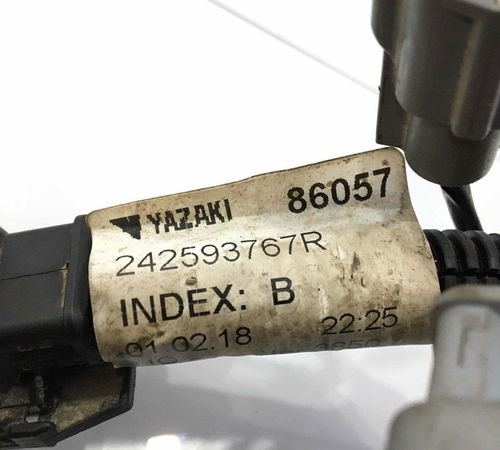 YAZAKI 86057
242593767R
INDEX: B
01.02.18 22:25